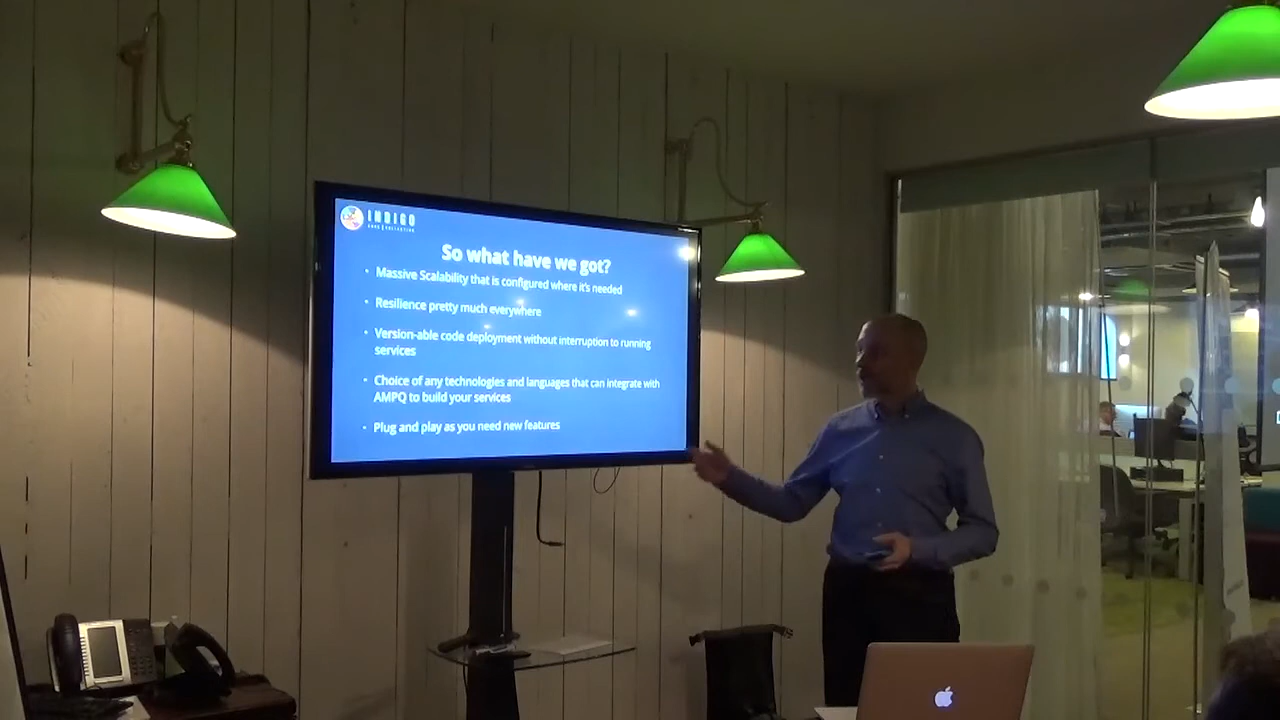 INDIGO
CODE COLLECTIVE
So what have we got?
• Massive Scalability that is configured where it's needed
• Resilience pretty much everywhere
• Version-able code deployment without interruption to running
services
• Choice of any technologies and languages that can integrate with
AMPQ to build your services
• Plug and play as you need new features